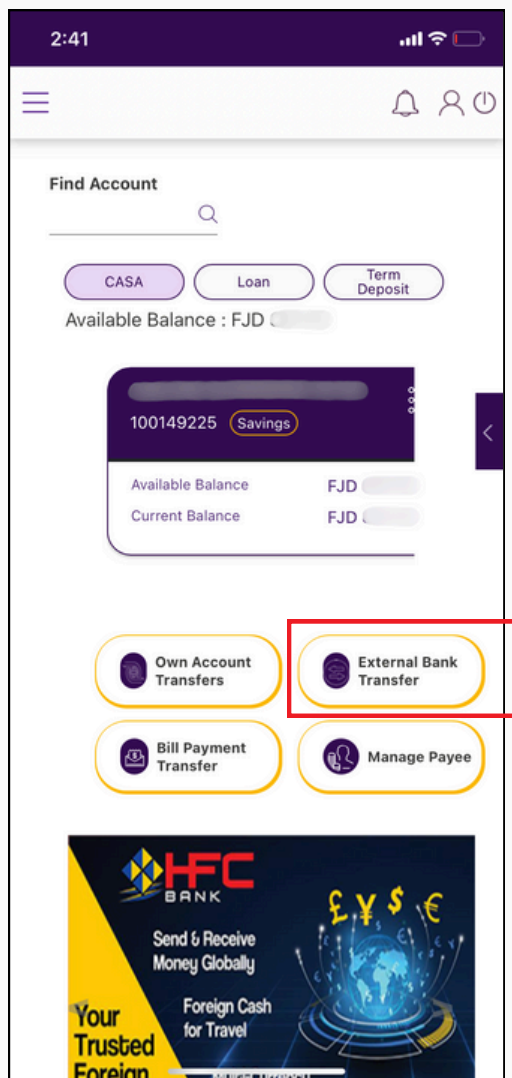 2:41
Find Account
CASA
Loan
Term
Deposit
Available Balance : FJD
100149225 Savings
Available Balance FJD
Current Balance FJD
Own Account
Transfers
External Bank
Transfer
Bill Payment
Transfer
Manage Payee
HFC
BANK
£ ¥ $ €
Send & Receive
Money Globally
Foreign Cash
for Travel
Your
Trusted
Foreign